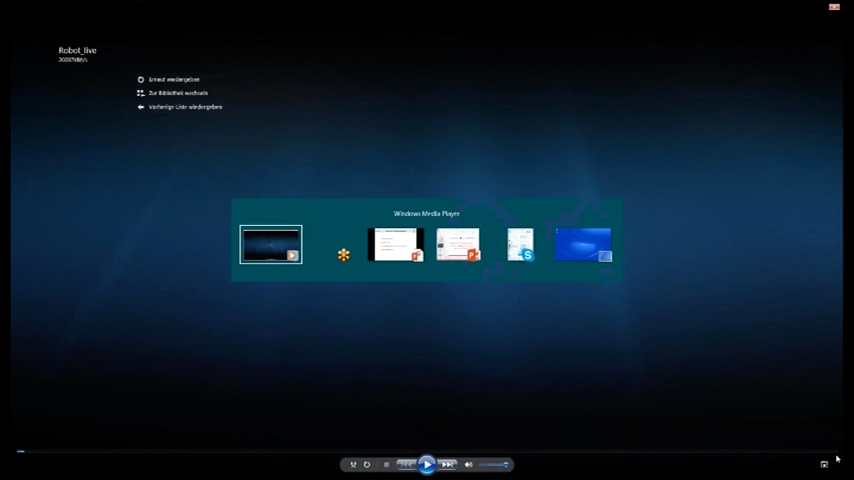 Robot_live
Erneut wiedergeben
Zur Bibliothek wechseln
Vorherige Liste wiedergeben
Windows Media Player